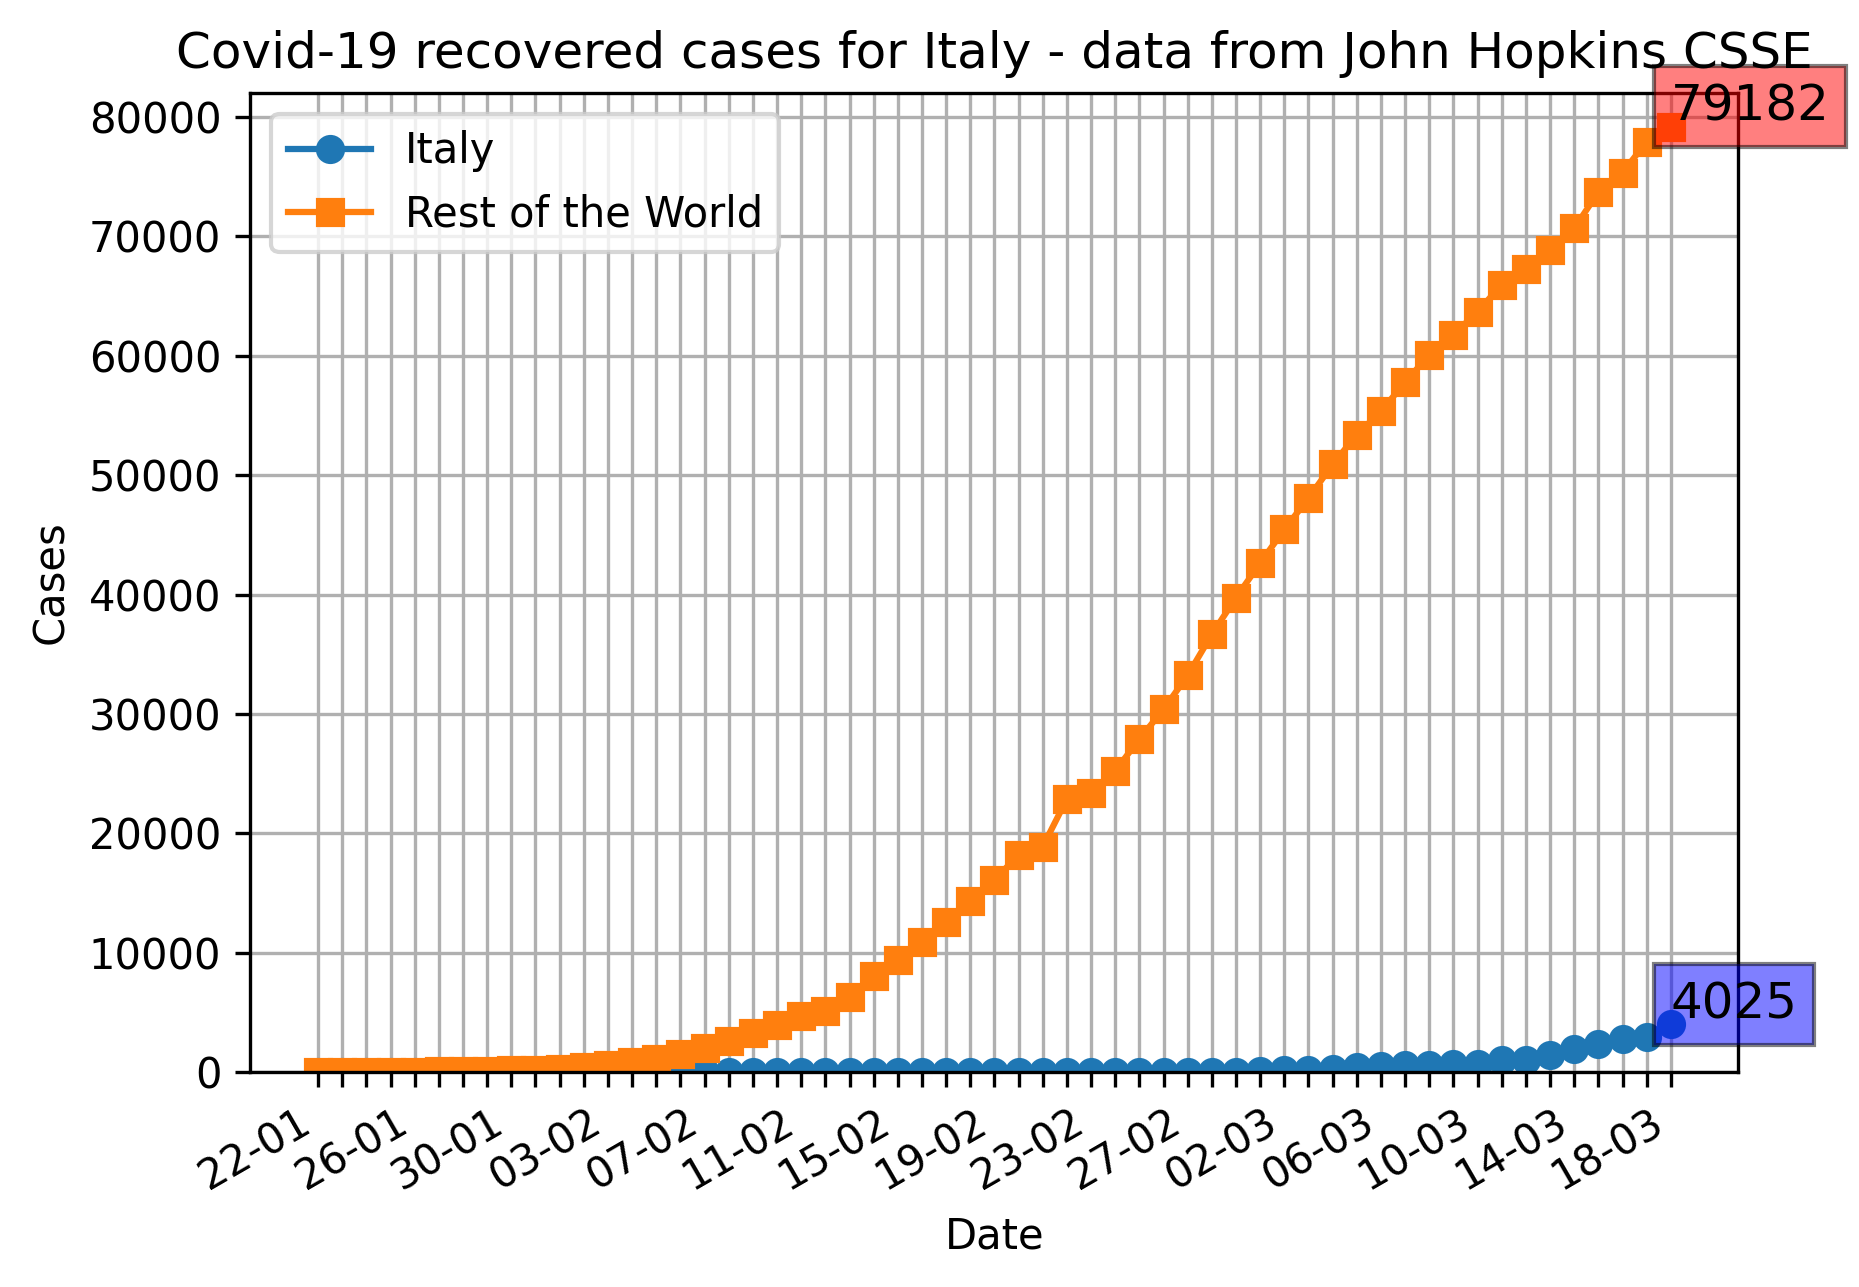 Covid-19 recovered cases for Italy - data from John Hopkins CSSE
79182
80000
Italy
Rest of the World
70000
60000
50000
Cases
40000
30000
20000
10000
4025
0
22-01 26-01 30-01 03-02 07-02 11-02 15-02 19-02 23-02 27-02 02-03 06-03 10-03 14-03 18-03
Date